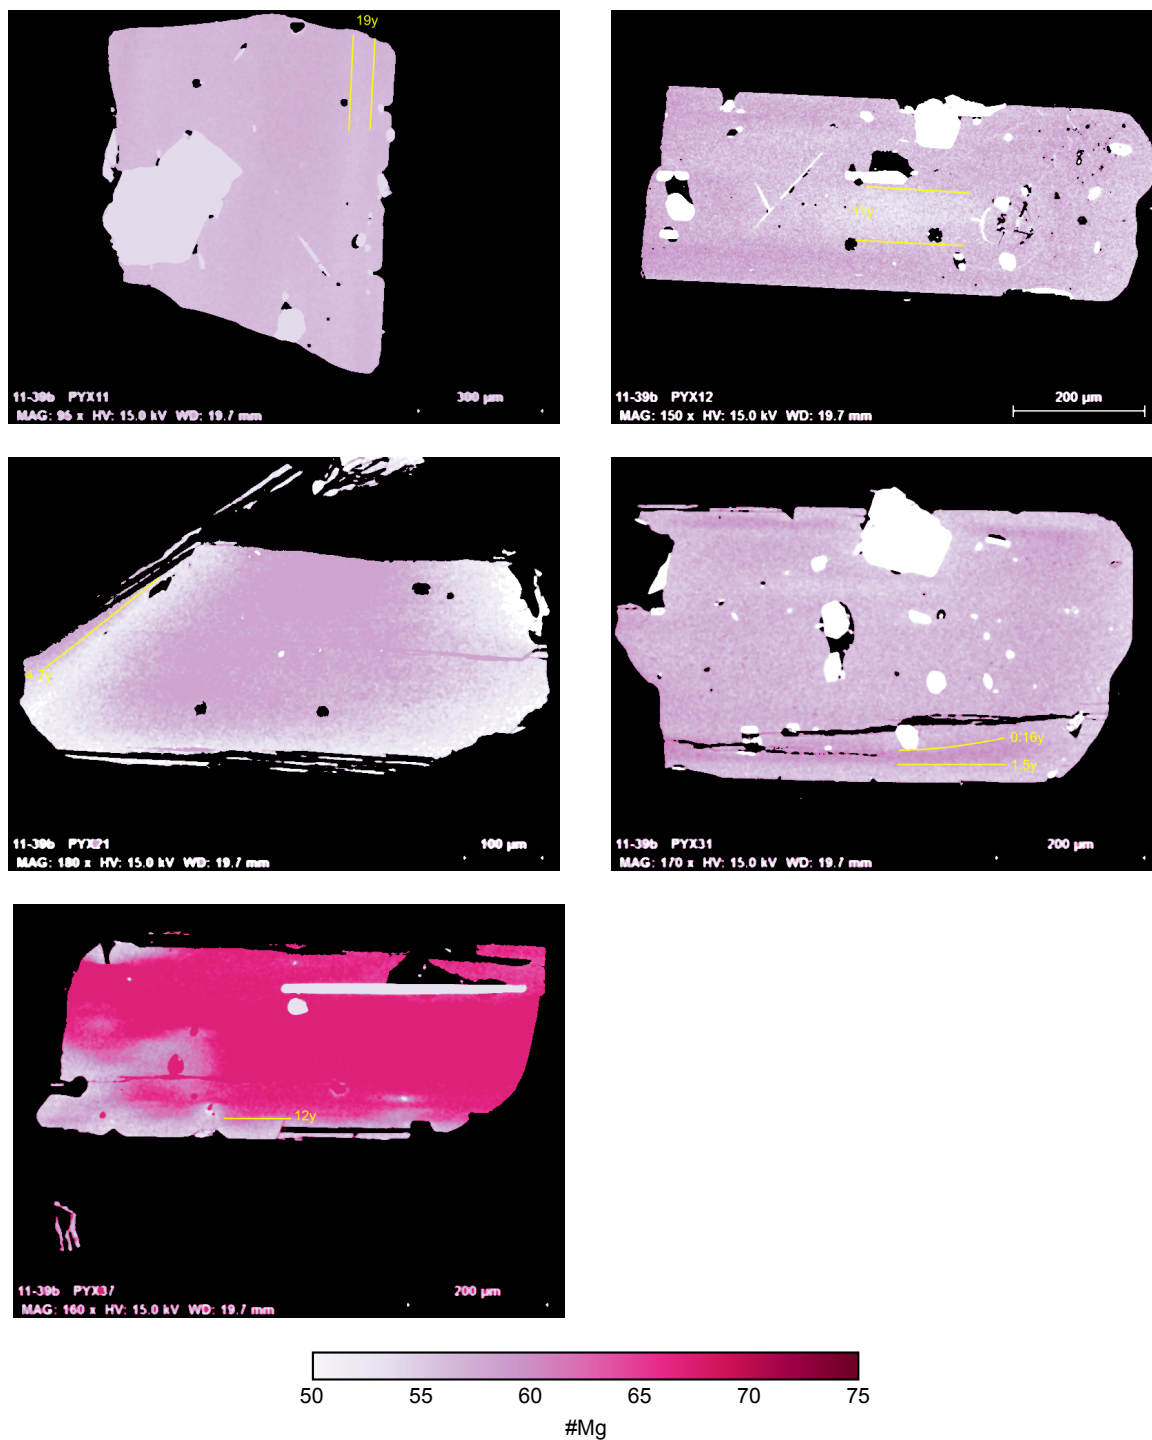 19y
11-39b PYX11 300 µm
MAG: 96 x HV: 15.0 kV WD: 19.7 mm
11y
11-39b PYX12 200 µm
MAG: 150 x HV: 15.0 kV WD: 19.7 mm
4.7y
11-39b PYX21 100 µm
MAG: 180 x HV: 15.0 kV WD: 19.7 mm
0.16y
1.5y
11-39b PYX31 200 µm
MAG: 170 x HV: 15.0 kV WD: 19.7 mm
12y
11-39b PYX37 200 µm
MAG: 160 x HV: 15.0 kV WD: 19.7 mm
50 55 60 65 70 75
#Mg